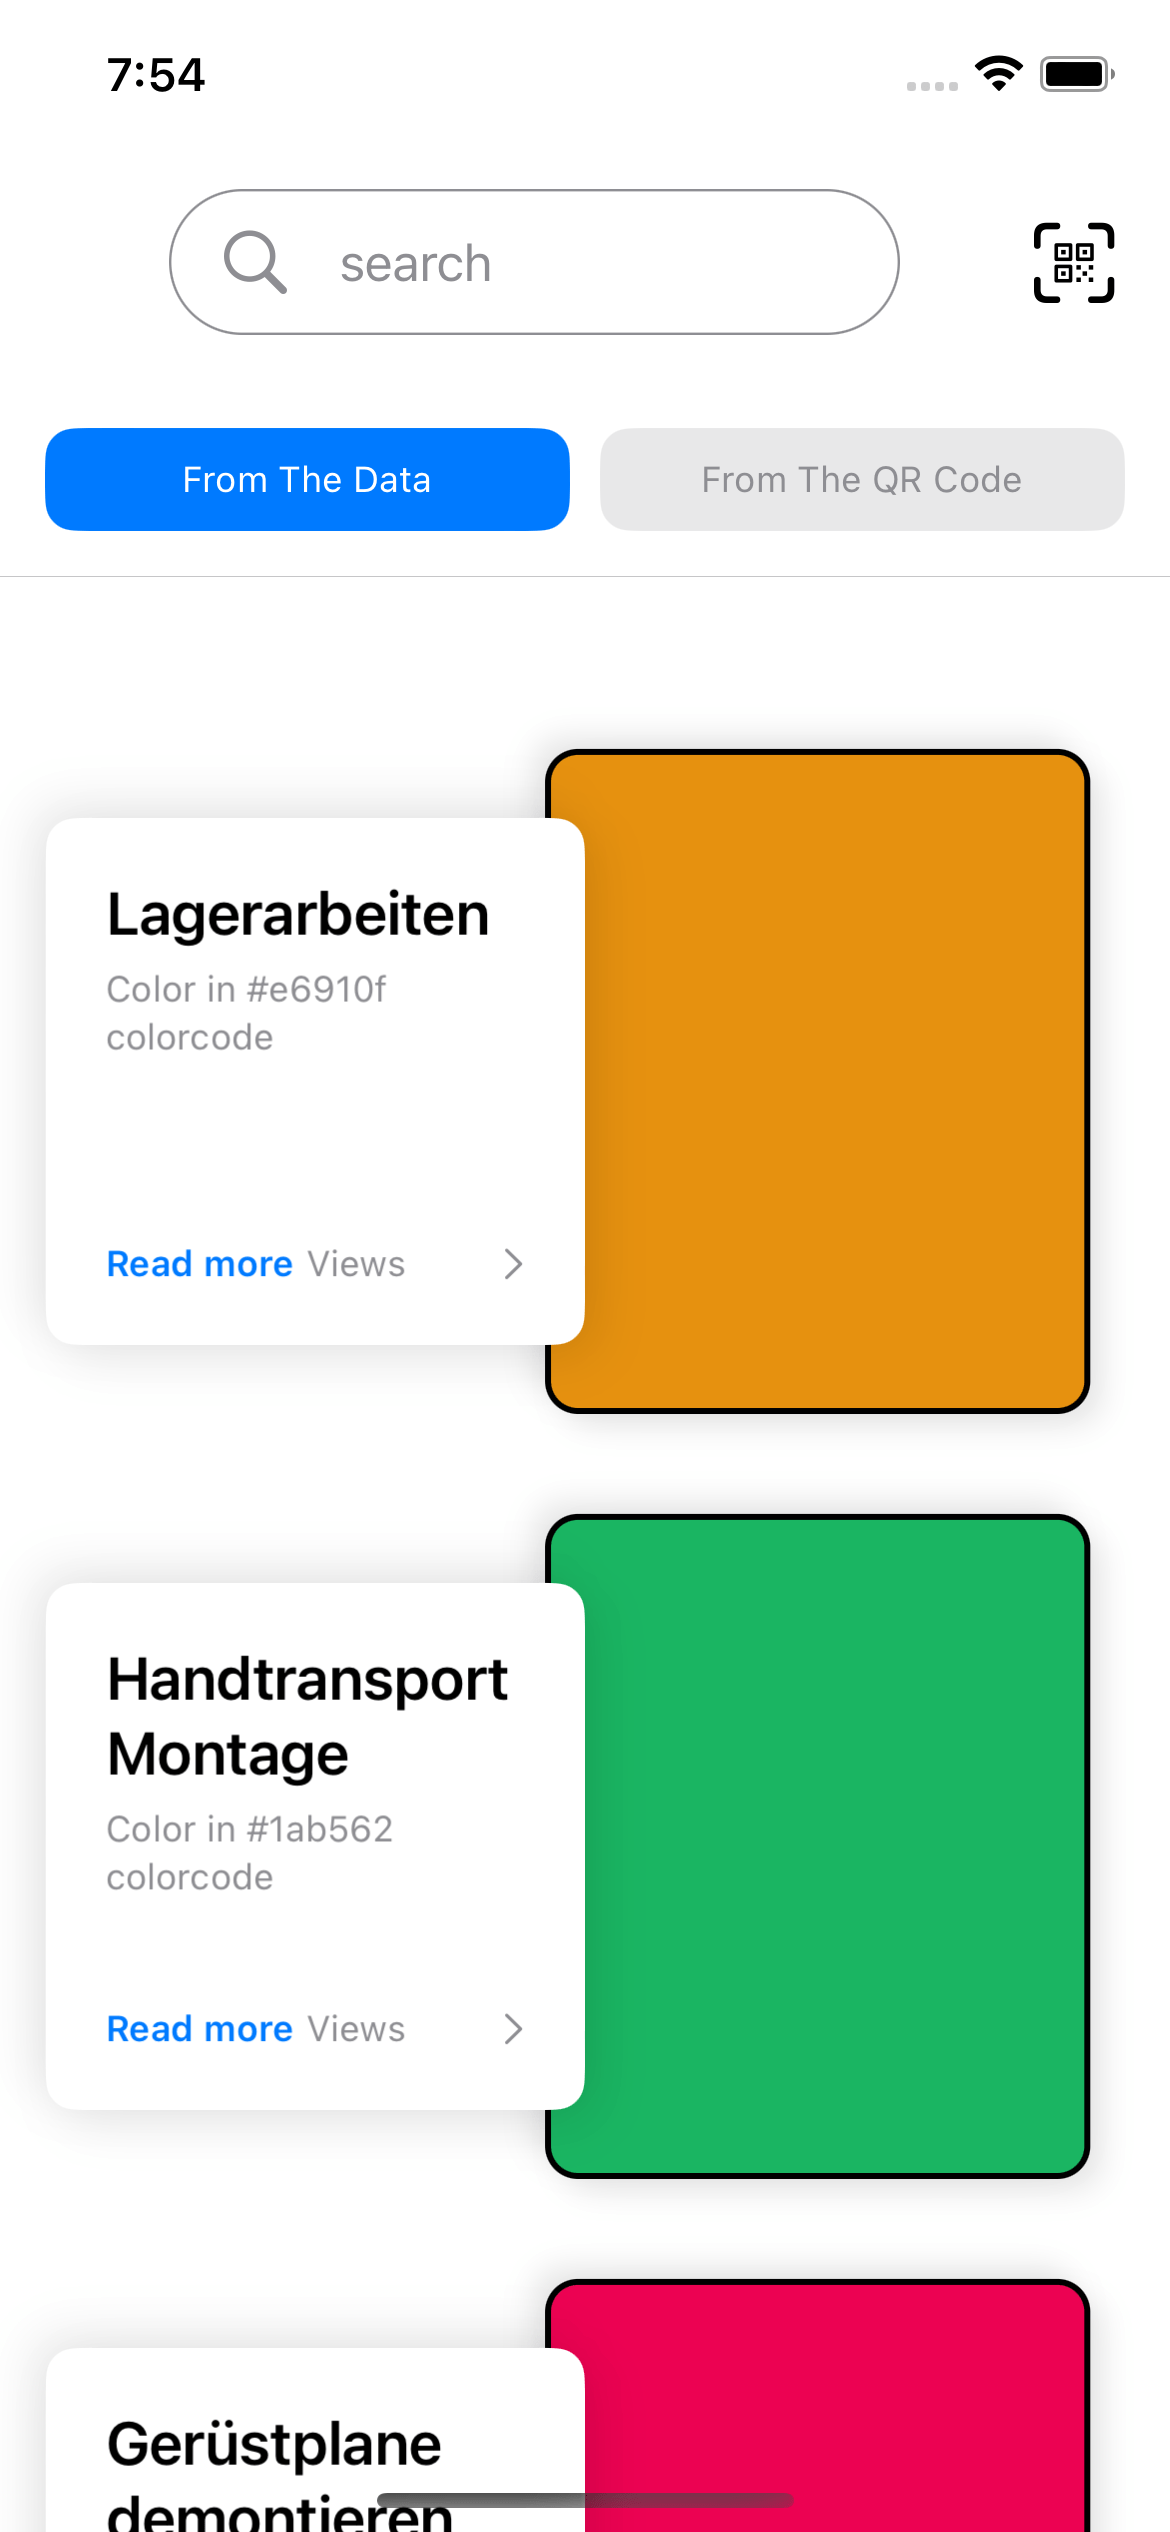 7:54
search
From The Data
From The QR Code
Lagerarbeiten
Color in #e6910f
colorcode
Read more Views
Handtransport
Montage
Color in #1ab562
colorcode
Read more Views
Gerüstplane
demontieren